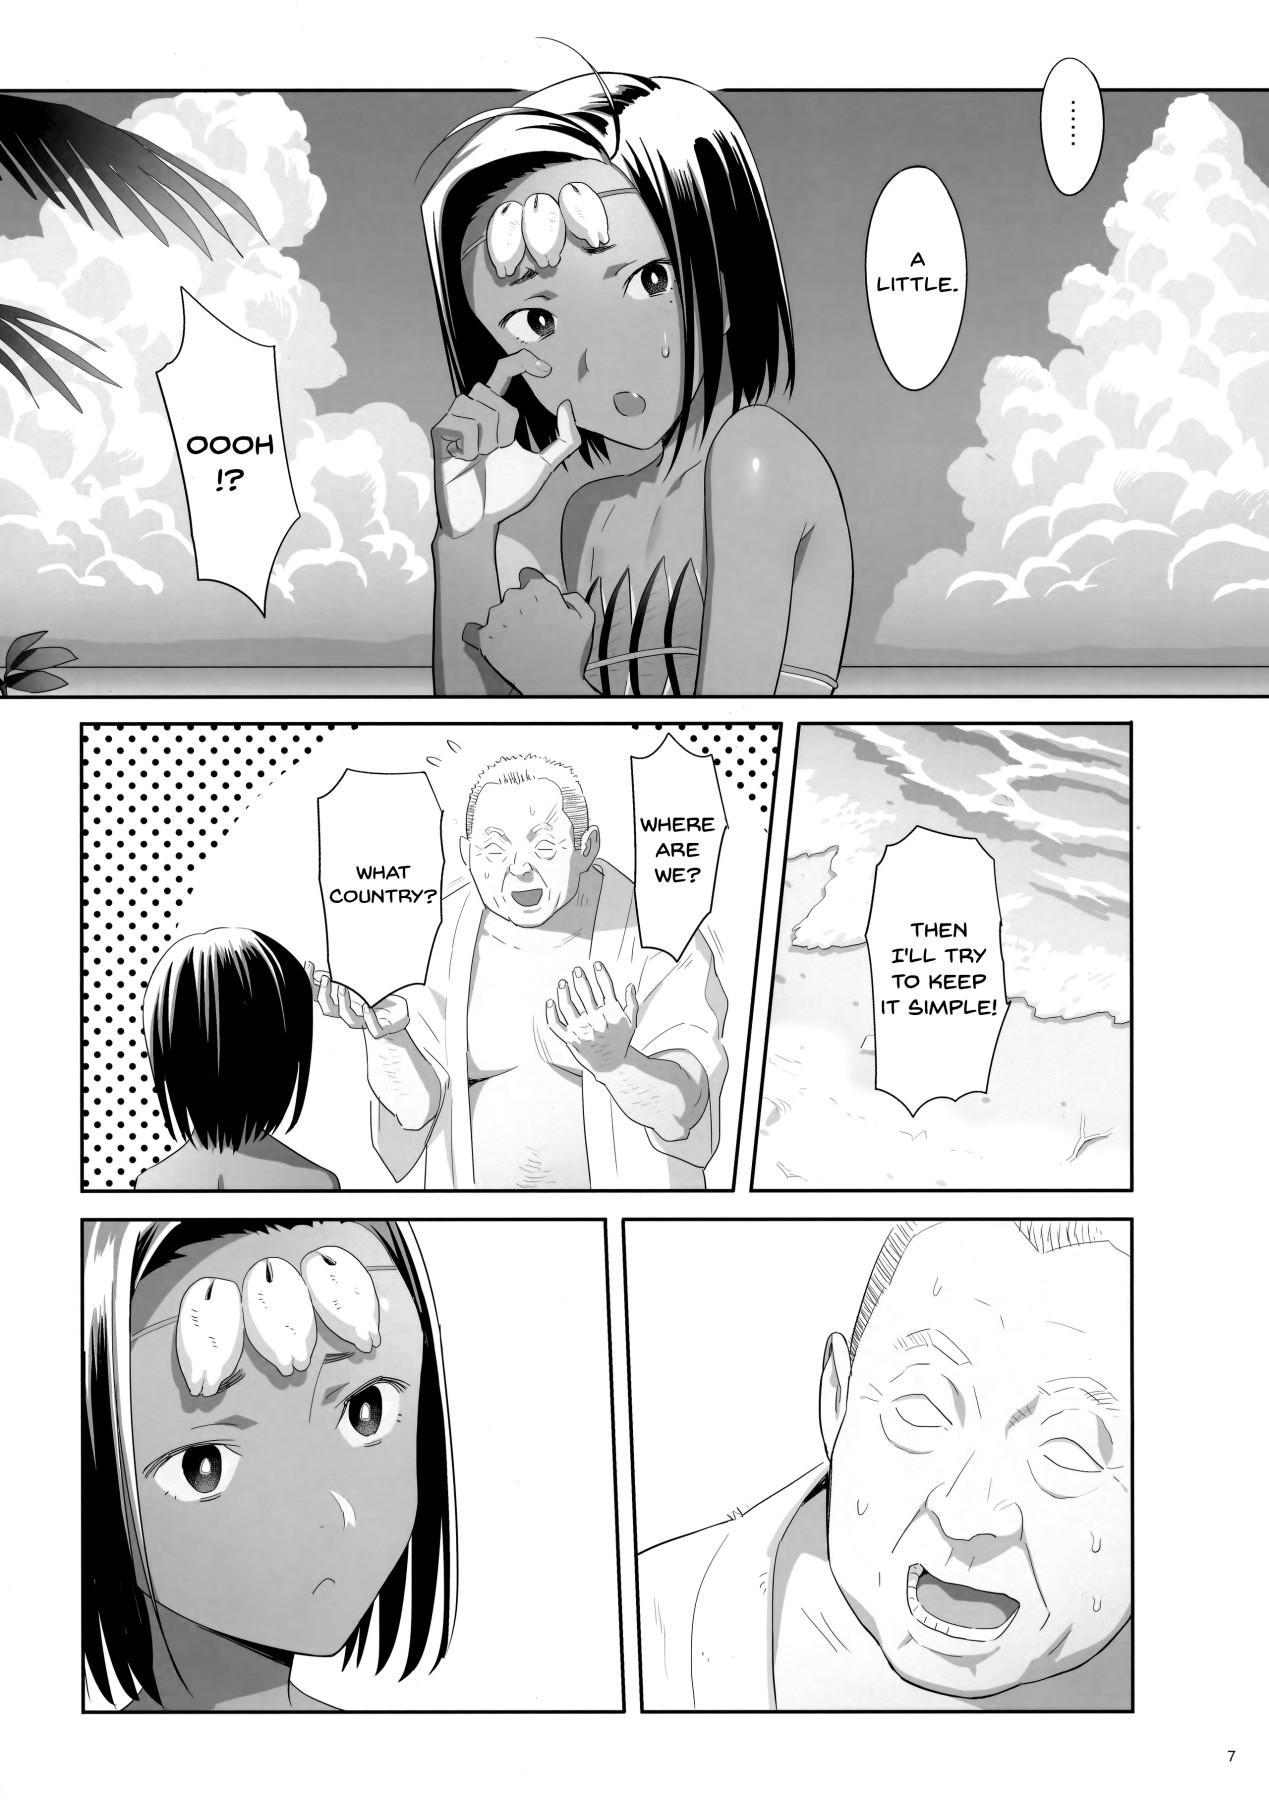 ......
A
LITTLE.
OOOH
!?
THEN
I'LL TRY
TO KEEP
IT SIMPLE!
WHERE
ARE
WE?
WHAT
COUNTRY?
7